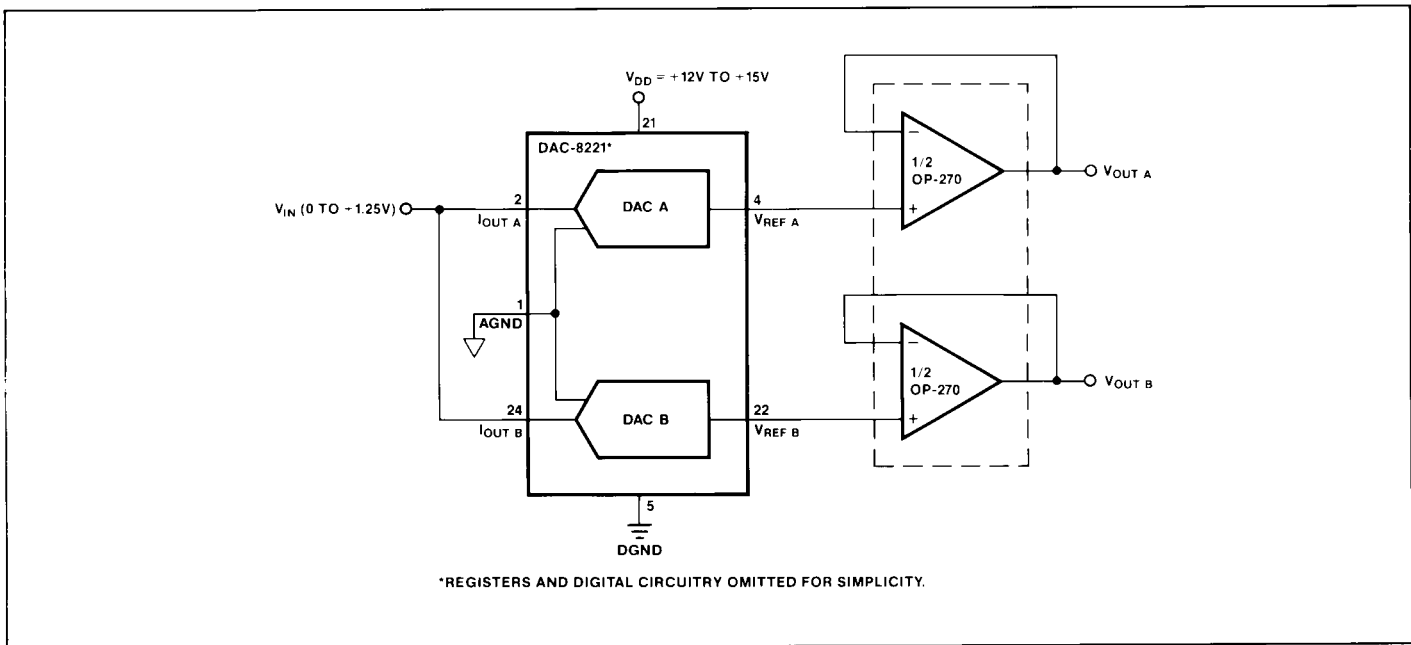 V_DD = +12V TO +15V
21
DAC-8221*
DAC A
2
I_OUT A
4
V_REF A
V_IN (0 TO +1.25V)
1
AGND
DAC B
24
I_OUT B
22
V_REF B
5
DGND
−
1/2
OP-270
+
V_OUT A
−
1/2
OP-270
+
V_OUT B
*REGISTERS AND DIGITAL CIRCUITRY OMITTED FOR SIMPLICITY.